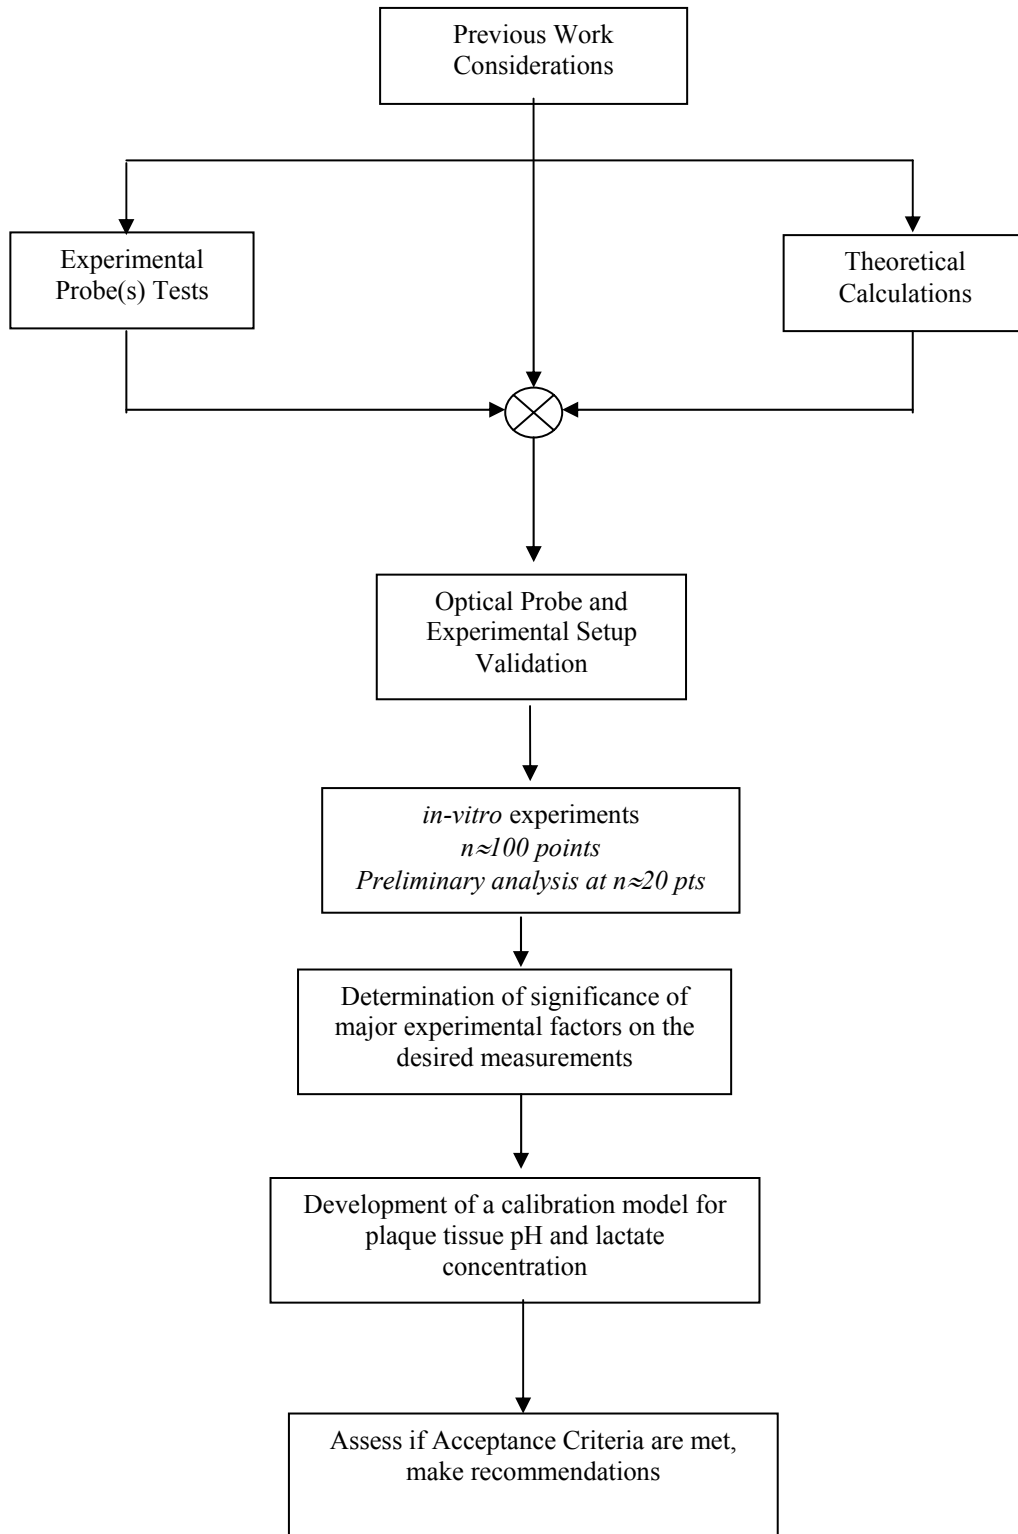 Previous Work
Considerations
Experimental
Probe(s) Tests
Theoretical
Calculations
Optical Probe and
Experimental Setup
Validation
in-vitro experiments
n≈100 points
Preliminary analysis at n≈20 pts
Determination of significance of
major experimental factors on the
desired measurements
Development of a calibration model for
plaque tissue pH and lactate
concentration
Assess if Acceptance Criteria are met,
make recommendations